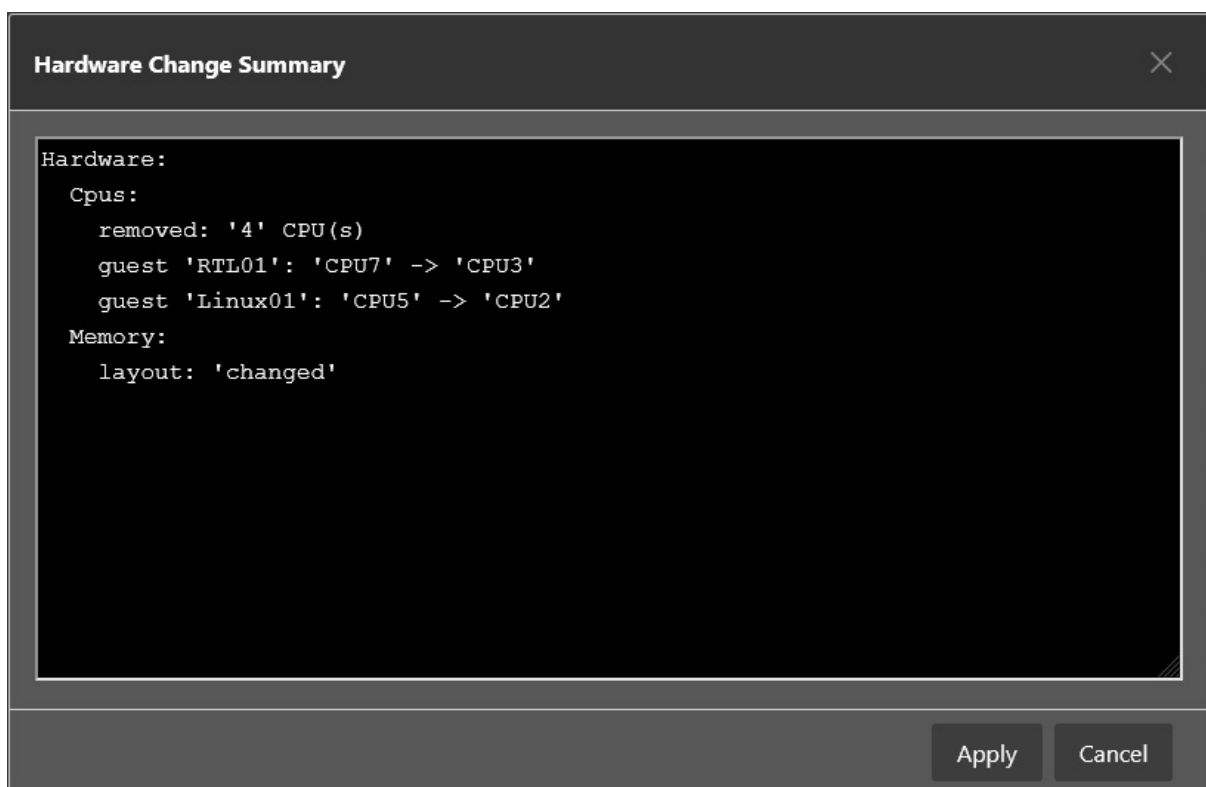 Hardware Change Summary
Hardware:
  Cpus:
    removed: '4' CPU(s)
    guest 'RTL01': 'CPU7' -> 'CPU3'
    guest 'Linux01': 'CPU5' -> 'CPU2'
  Memory:
    layout: 'changed'
Apply Cancel